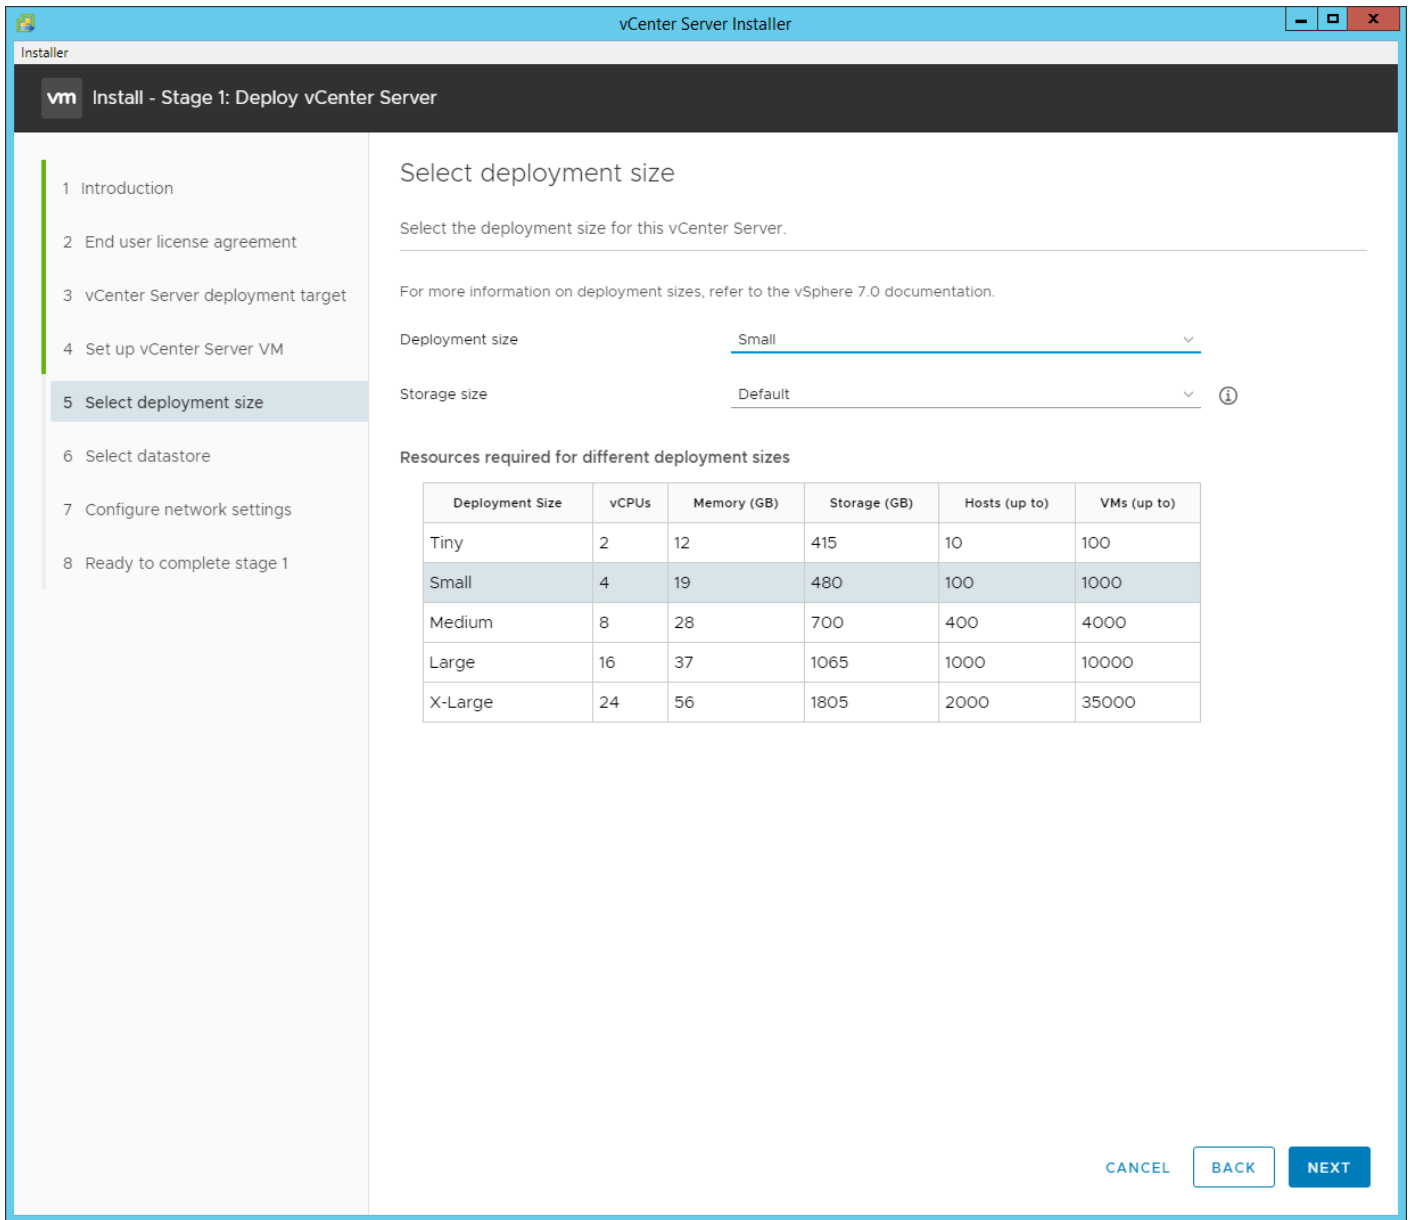 vCenter Server Installer
Installer
vm Install - Stage 1: Deploy vCenter Server
1 Introduction
2 End user license agreement
3 vCenter Server deployment target
4 Set up vCenter Server VM
5 Select deployment size
6 Select datastore
7 Configure network settings
8 Ready to complete stage 1
Select deployment size
Select the deployment size for this vCenter Server.
For more information on deployment sizes, refer to the vSphere 7.0 documentation.
Deployment size Small
Storage size Default
Resources required for different deployment sizes
Deployment Size vCPUs Memory (GB) Storage (GB) Hosts (up to) VMs (up to)
Tiny 2 12 415 10 100
Small 4 19 480 100 1000
Medium 8 28 700 400 4000
Large 16 37 1065 1000 10000
X-Large 24 56 1805 2000 35000
CANCEL BACK NEXT